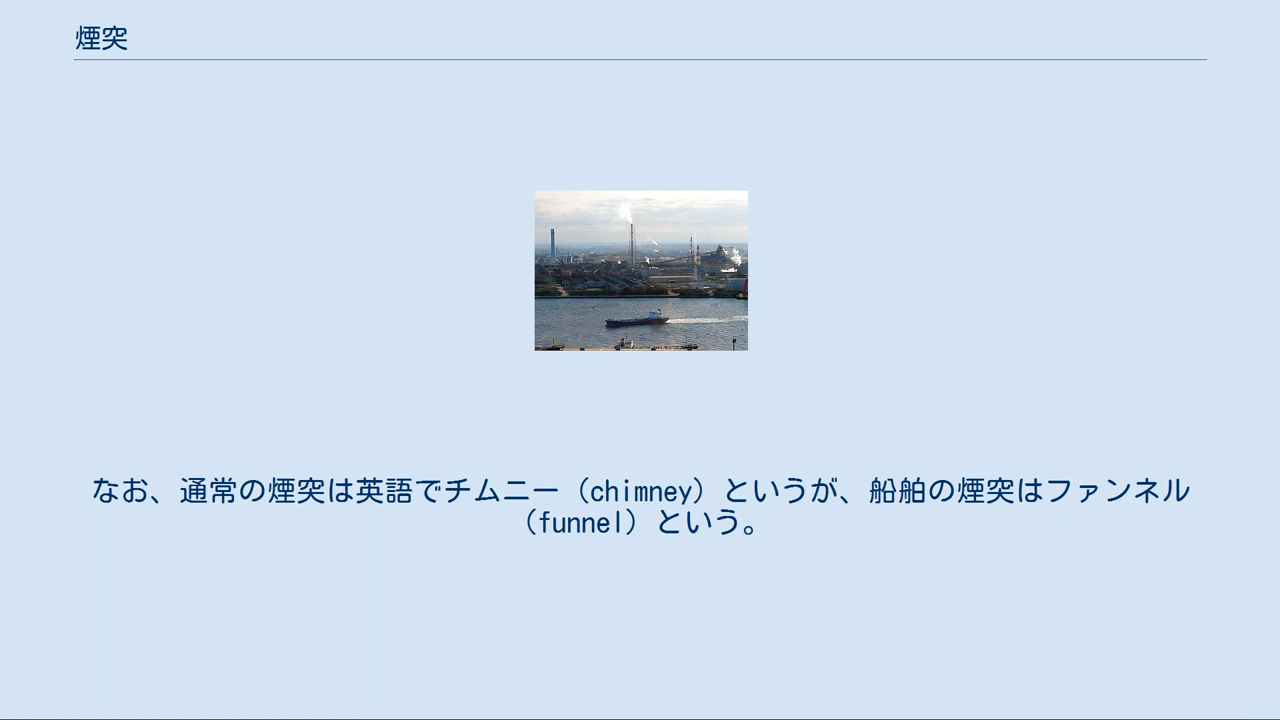 煙突
なお、通常の煙突は英語でチムニー（chimney）というが、船舶の煙突はファンネル
（funnel）という。